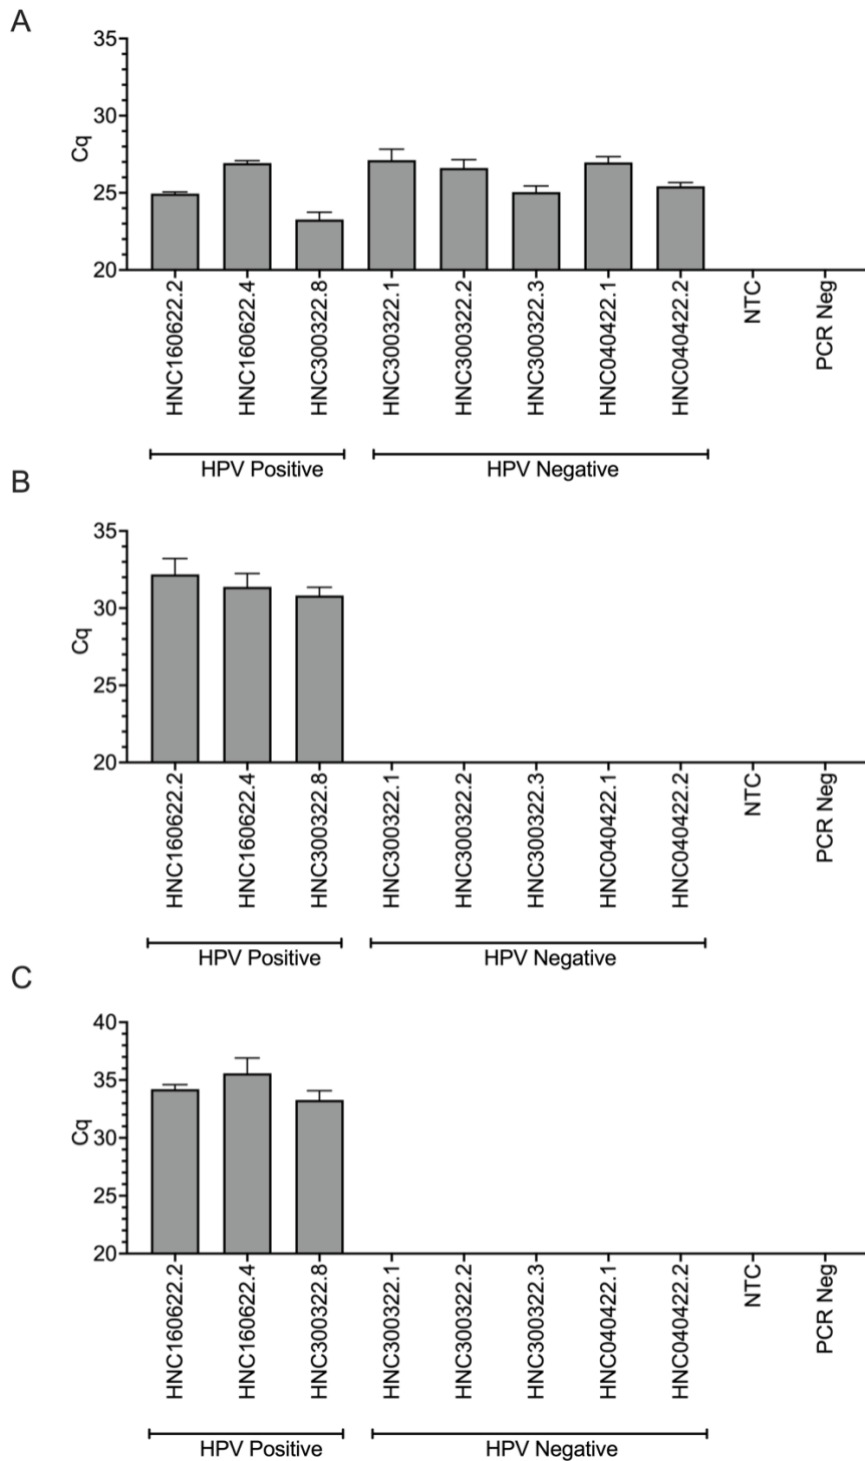 A
35
30
25
20
Cq
HNC160622.2
HNC160622.4
HNC300322.8
HNC300322.1
HNC300322.2
HNC300322.3
HNC040422.1
HNC040422.2
NTC
PCR Neg
HPV Positive
HPV Negative
B
35
30
25
20
Cq
HNC160622.2
HNC160622.4
HNC300322.8
HNC300322.1
HNC300322.2
HNC300322.3
HNC040422.1
HNC040422.2
NTC
PCR Neg
HPV Positive
HPV Negative
C
40
35
30
25
20
Cq
HNC160622.2
HNC160622.4
HNC300322.8
HNC300322.1
HNC300322.2
HNC300322.3
HNC040422.1
HNC040422.2
NTC
PCR Neg
HPV Positive
HPV Negative